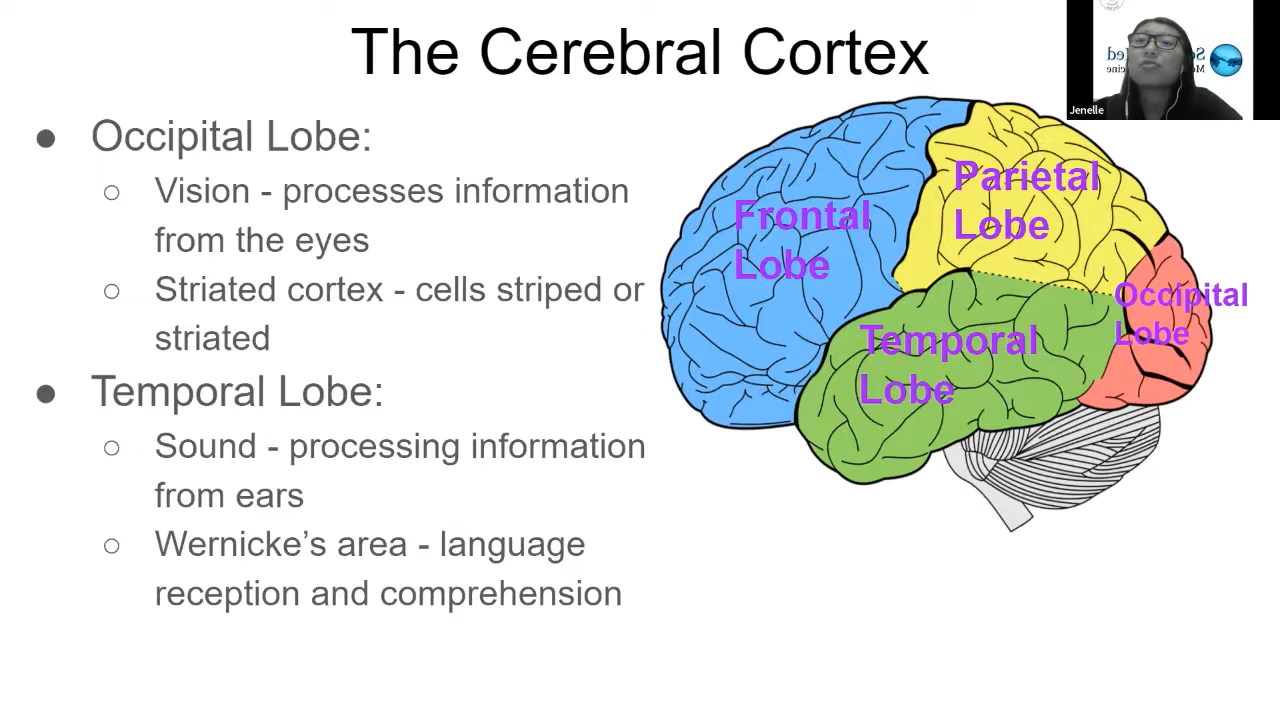 The Cerebral Cortex
● Occipital Lobe:
○ Vision - processes information
from the eyes
○ Striated cortex - cells striped or
striated
● Temporal Lobe:
○ Sound - processing information
from ears
○ Wernicke’s area - language
reception and comprehension
Frontal
Lobe
Parietal
Lobe
Temporal
Lobe
Occipital
Lobe
Jenelle